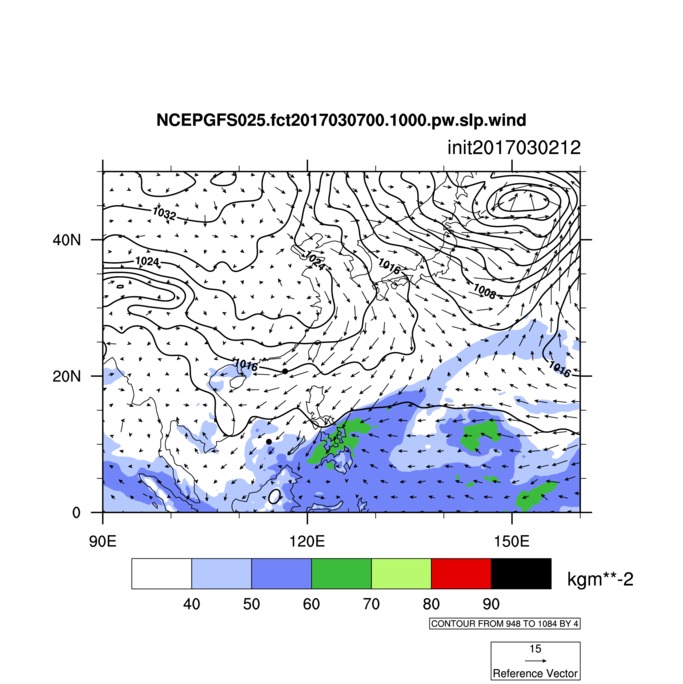 NCEPGFS025.fct2017030700.1000.pw.slp.wind
init2017030212
1032
40N
1024
1024
1016
1008
1016
1016
20N
0
90E 120E 150E
40 50 60 70 80 90
kgm**-2
CONTOUR FROM 948 TO 1084 BY 4
15
Reference Vector